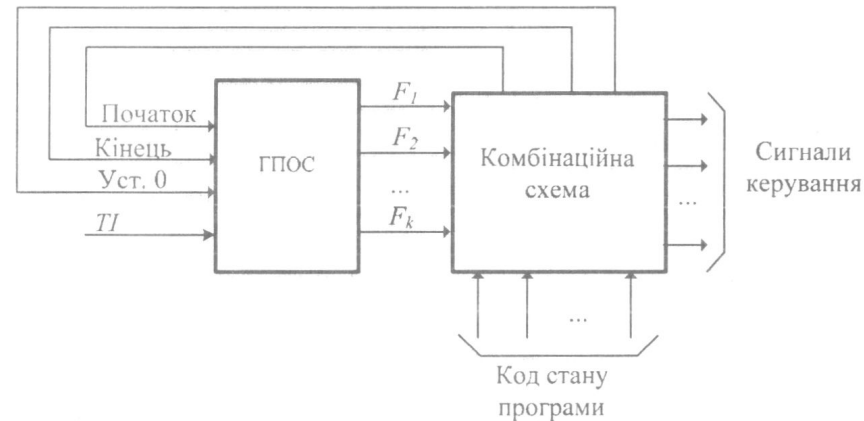 Початок
Кінець
Уст. 0
TI
ГПОС
F1
F2
...
Fk
Комбінаційна
схема
...
Сигнали
керування
...
Код стану
програми